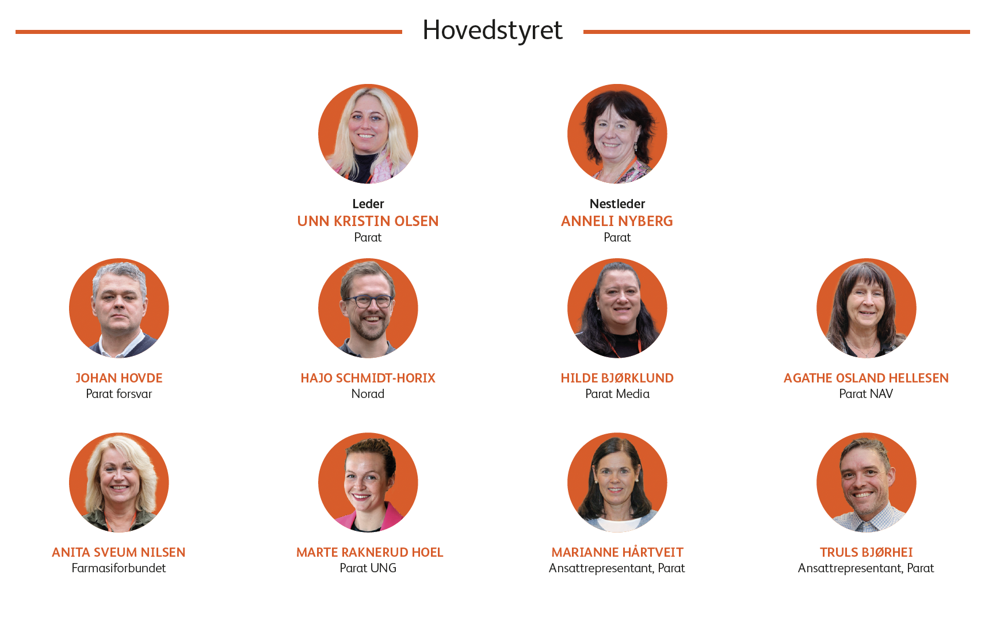 Hovedstyret
Leder
UNN KRISTIN OLSEN
Parat
Nestleder
ANNELI NYBERG
Parat
JOHAN HOVDE
Parat forsvar
HAJO SCHMIDT-HORIX
Norad
HILDE BJØRKLUND
Parat Media
AGATHE OSLAND HELLESEN
Parat NAV
ANITA SVEUM NILSEN
Farmasiforbundet
MARTE RAKNERUD HOEL
Parat UNG
MARIANNE HÅRTVEIT
Ansattrepresentant, Parat
TRULS BJØRHEI
Ansattrepresentant, Parat